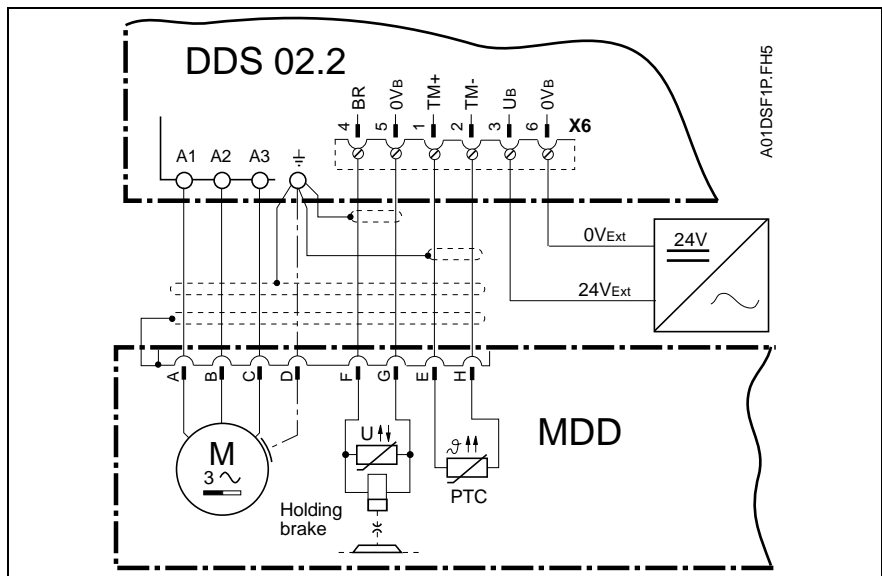 DDS 02.2
A01DSF1P.FH5
BR 0VB TM+ TM- UB 0VB
4 5 1 2 3 6 X6
A1 A2 A3
0VExt 24V
24VExt
A B C D F G E H
MDD
M
3
U
ϑ
PTC
Holding
brake